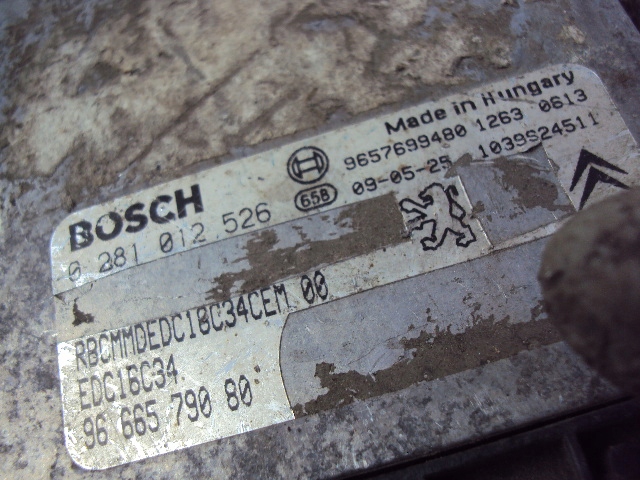 Made in Hungary
9657699480 1263 0613
658 09-05-25 1039S24511
BOSCH
0 281 012 526
RBCMMDEDC16C34CEM 00
EDC16C34
96 665 790 80